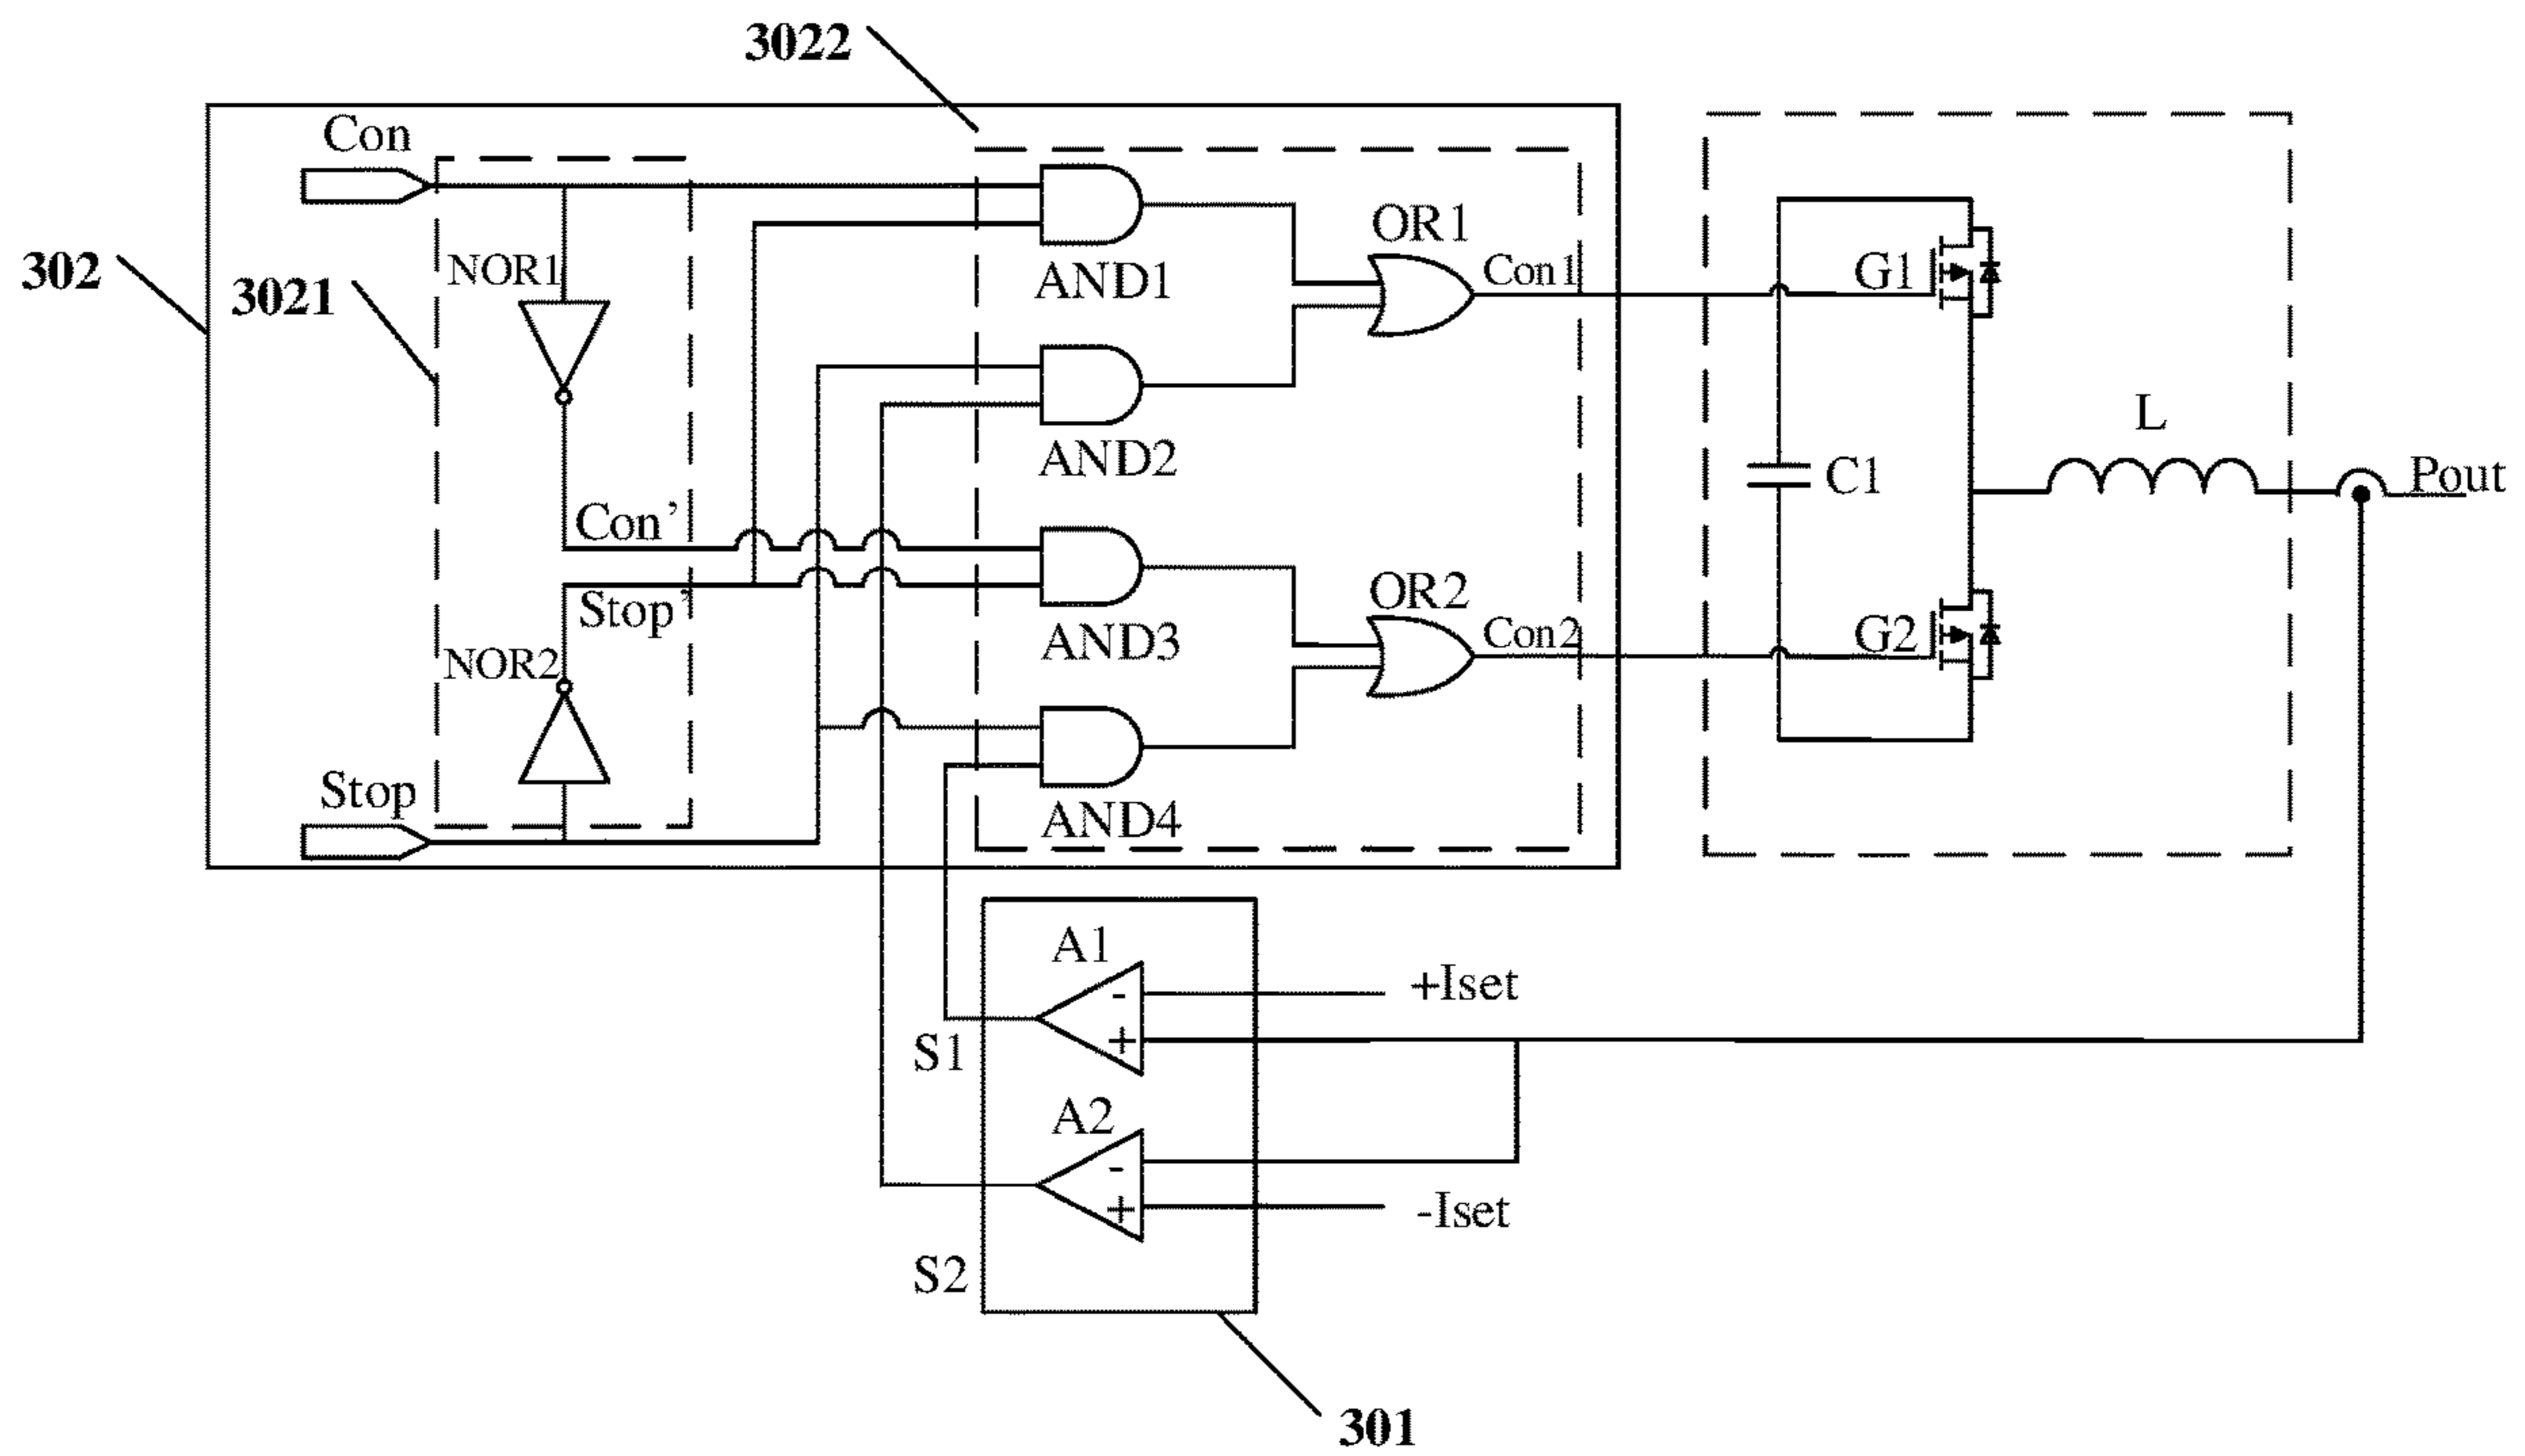 3022
Con
302
3021
NOR1
AND1
OR1
Con1
G1
AND2
L
C1
Pout
Con'
Stop'
NOR2
AND3
OR2
Con2
G2
Stop
AND4
A1
-
+
+Iset
S1
A2
-
+
-Iset
S2
301